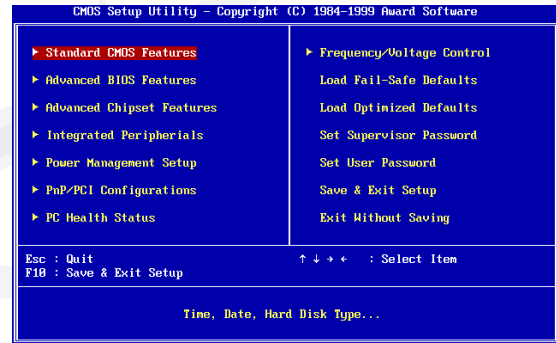 CMOS Setup Utility - Copyright (C) 1984-1999 Award Software
▶ Standard CMOS Features
▶ Advanced BIOS Features
▶ Advanced Chipset Features
▶ Integrated Peripherials
▶ Power Management Setup
▶ PnP/PCI Configurations
▶ PC Health Status
▶ Frequency/Voltage Control
Load Fail-Safe Defaults
Load Optimized Defaults
Set Supervisor Password
Set User Password
Save & Exit Setup
Exit Without Saving
Esc : Quit
F10 : Save & Exit Setup
↑ ↓ → ← : Select Item
Time, Date, Hard Disk Type...